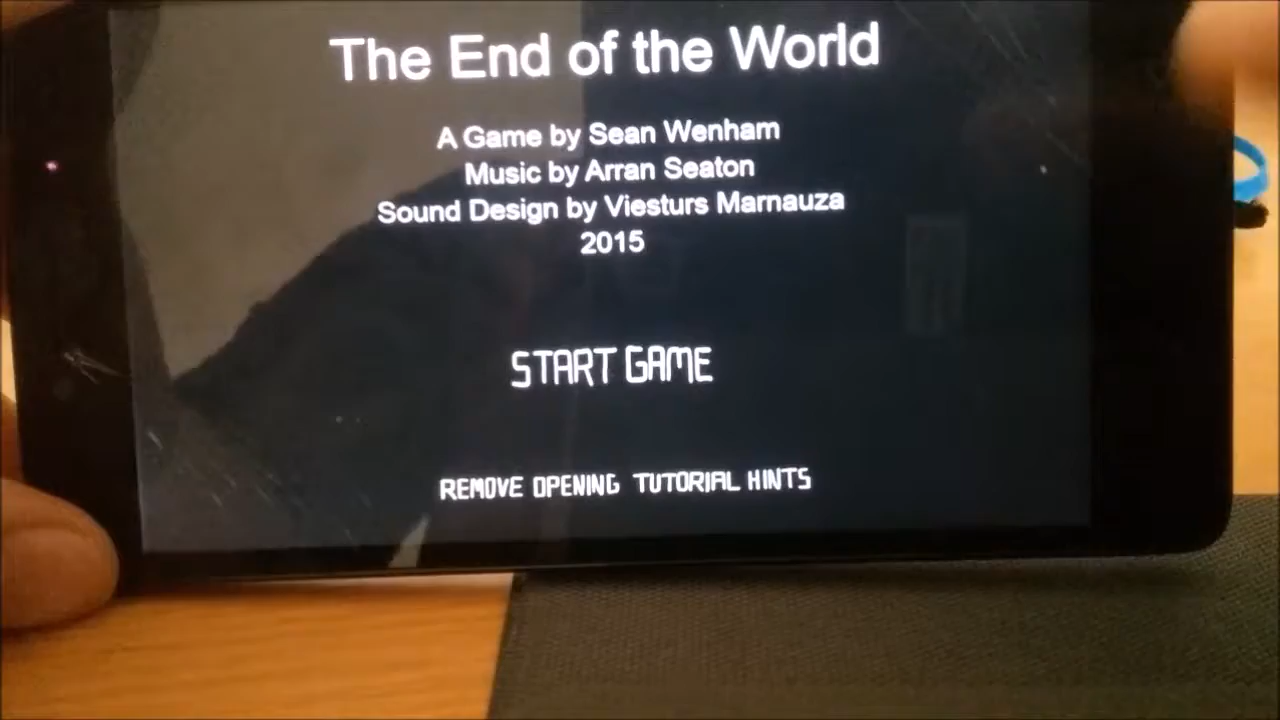 The End of the World
A Game by Sean Wenham
Music by Arran Seaton
Sound Design by Viesturs Marnauza
2015
START GAME
REMOVE OPENING TUTORIAL HINTS